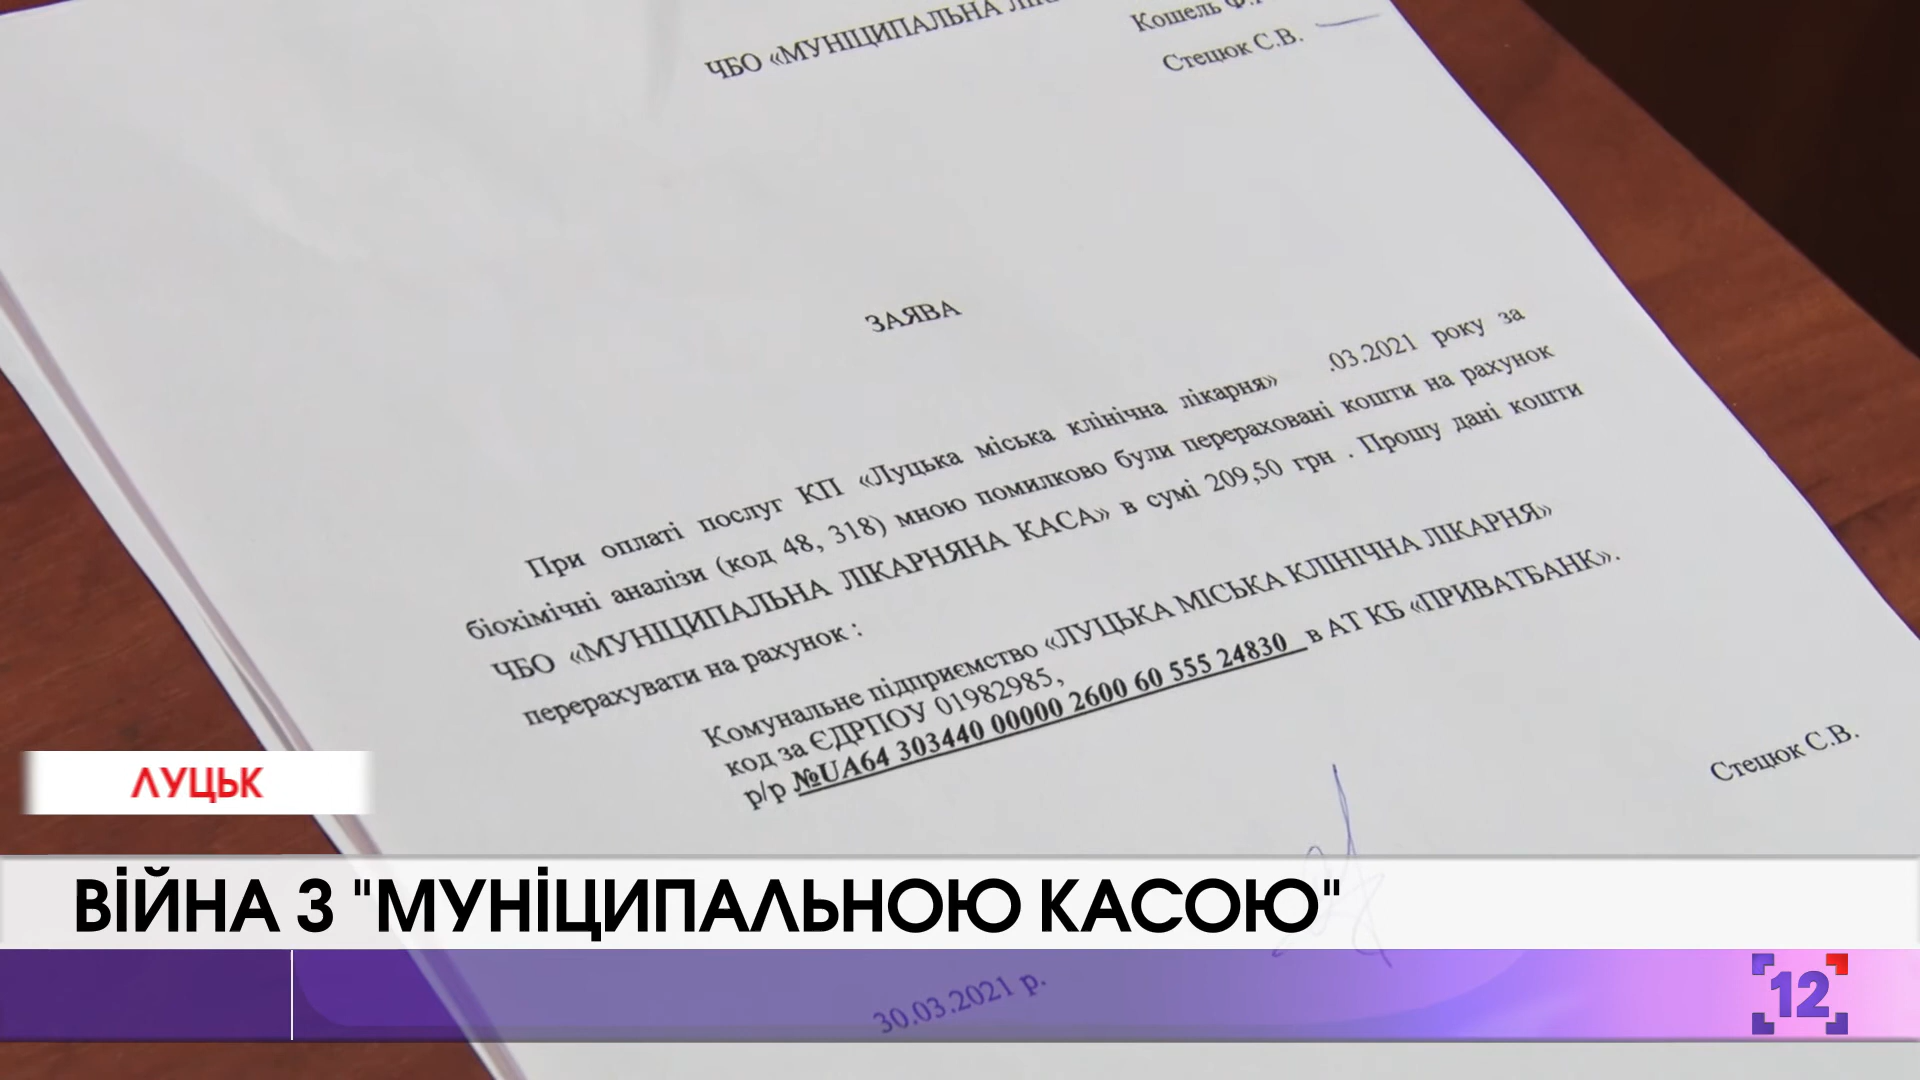 ЧБО «МУНІЦИПАЛЬНА
Кошель Ф.
Стецюк С.В.
ЗАЯВА
При оплаті послуг КП «Луцька міська клінічна лікарня» .03.2021 року за
біохімічні аналізи (код 48, 318) мною помилково були перераховані кошти на рахунок
ЧБО «МУНІЦИПАЛЬНА ЛІКАРНЯНА КАСА» в сумі 209,50 грн . Прошу дані кошти
перерахувати на рахунок :
Комунальне підприємство «ЛУЦЬКА МІСЬКА КЛІНІЧНА ЛІКАРНЯ»
код за ЄДРПОУ 01982985,
р/р №UA64 303440 00000 2600 60 555 24830 в АТ КБ «ПРИВАТБАНК».
Стецюк С.В.
ЛУЦЬК
ВІЙНА З "МУНІЦИПАЛЬНОЮ КАСОЮ"
30.03.2021 р.
12